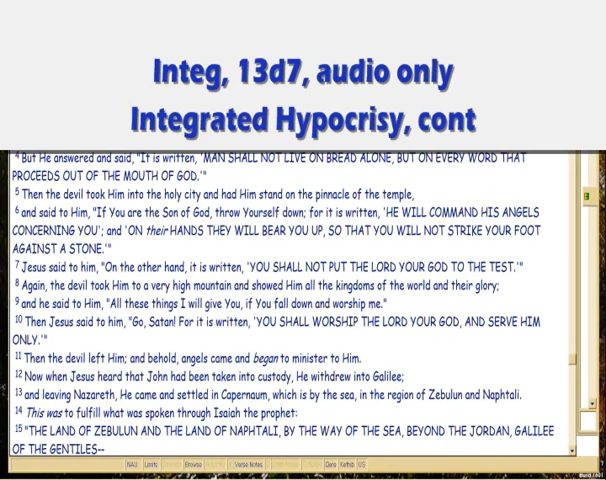 Integ, 13d7, audio only
Integrated Hypocrisy, cont
4 But He answered and said, "It is written, 'MAN SHALL NOT LIVE ON BREAD ALONE, BUT ON EVERY WORD THAT
PROCEEDS OUT OF THE MOUTH OF GOD.'"
5 Then the devil took Him into the holy city and had Him stand on the pinnacle of the temple,
6 and said to Him, "If You are the Son of God, throw Yourself down; for it is written, 'HE WILL COMMAND HIS ANGELS
CONCERNING YOU'; and 'ON their HANDS THEY WILL BEAR YOU UP, SO THAT YOU WILL NOT STRIKE YOUR FOOT
AGAINST A STONE.'"
7 Jesus said to him, "On the other hand, it is written, 'YOU SHALL NOT PUT THE LORD YOUR GOD TO THE TEST.'"
8 Again, the devil took Him to a very high mountain and showed Him all the kingdoms of the world and their glory;
9 and he said to Him, "All these things I will give You, if You fall down and worship me."
10 Then Jesus said to him, "Go, Satan! For it is written, 'YOU SHALL WORSHIP THE LORD YOUR GOD, AND SERVE HIM
ONLY.'"
11 Then the devil left Him; and behold, angels came and began to minister to Him.
12 Now when Jesus heard that John had been taken into custody, He withdrew into Galilee;
13 and leaving Nazareth, He came and settled in Capernaum, which is by the sea, in the region of Zebulun and Naphtali.
14 This was to fulfill what was spoken through Isaiah the prophet:
15 "THE LAND OF ZEBULUN AND THE LAND OF NAPHTALI, BY THE WAY OF THE SEA, BEYOND THE JORDAN, GALILEE
OF THE GENTILES--
NAU Limits Browse Verse Notes Qere Kethib US
Build 7601